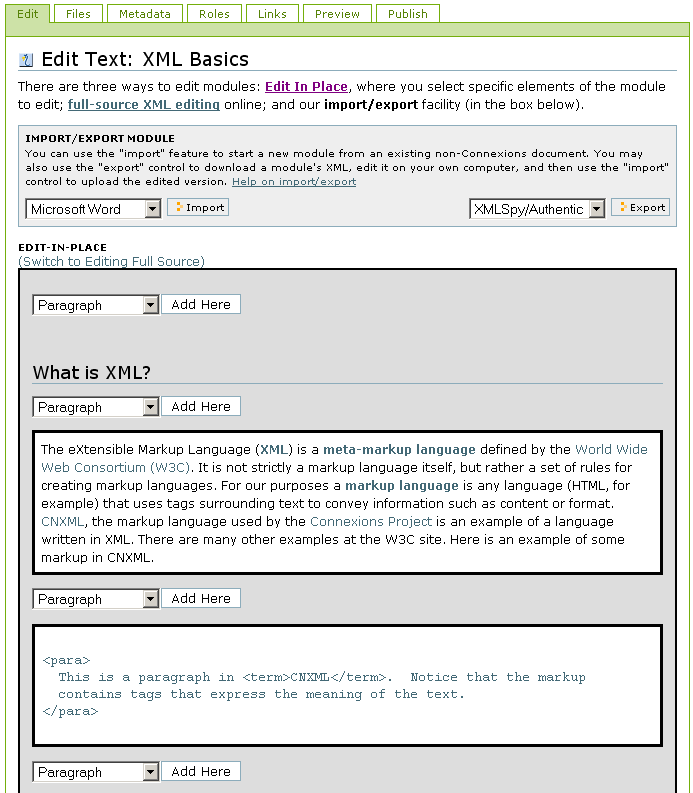 Edit Files Metadata Roles Links Preview Publish
Edit Text: XML Basics
There are three ways to edit modules: Edit In Place, where you select specific elements of the module
to edit; full-source XML editing online; and our import/export facility (in the box below).
IMPORT/EXPORT MODULE
You can use the "import" feature to start a new module from an existing non-Connexions document. You may
also use the "export" control to download a module's XML, edit it on your own computer, and then use the "import"
control to upload the edited version. Help on import/export
Microsoft Word Import XMLSpy/Authentic Export
EDIT-IN-PLACE
(Switch to Editing Full Source)
Paragraph Add Here
What is XML?
Paragraph Add Here
The eXtensible Markup Language (XML) is a meta-markup language defined by the World Wide
Web Consortium (W3C). It is not strictly a markup language itself, but rather a set of rules for
creating markup languages. For our purposes a markup language is any language (HTML, for
example) that uses tags surrounding text to convey information such as content or format.
CNXML, the markup language used by the Connexions Project is an example of a language
written in XML. There are many other examples at the W3C site. Here is an example of some
markup in CNXML.
Paragraph Add Here
<para>
This is a paragraph in <term>CNXML</term>. Notice that the markup
contains tags that express the meaning of the text.
</para>
Paragraph Add Here